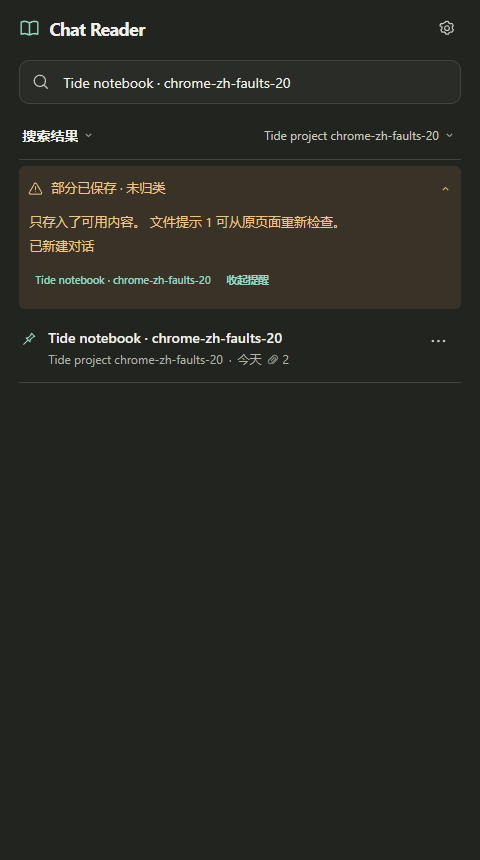 Chat Reader
Tide notebook · chrome-zh-faults-20
搜索结果
Tide project chrome-zh-faults-20
部分已保存 · 未归类
只存入了可用内容。 文件提示 1 可从原页面重新检查。
已新建对话
Tide notebook · chrome-zh-faults-20 收起提醒
Tide notebook · chrome-zh-faults-20
Tide project chrome-zh-faults-20 · 今天 2